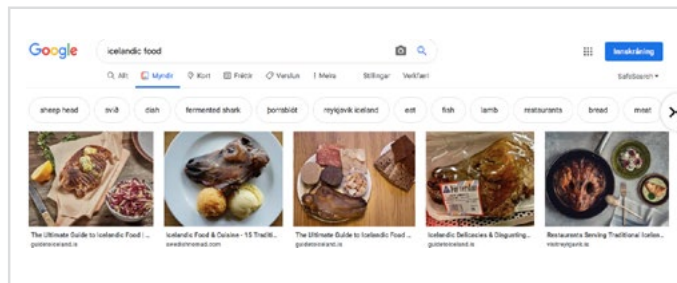 Google
icelandic food
Innskráning
Allt Myndir Kort Fréttir Verslun Meira Stillingar Verkfæri
SafeSearch
sheep head svið dish fermented shark þorrablót reykjavik iceland eat fish lamb restaurants bread meat
The Ultimate Guide to Icelandic Food | ...
guidetoiceland.is
Icelandic Food & Cuisine - 15 Traditi...
swedishnomad.com
The Ultimate Guide to Icelandic Food ...
guidetoiceland.is
Icelandic Delicacies & Disgusting...
guidetoiceland.is
Restaurants Serving Traditional Icelan...
visitreykjavik.is